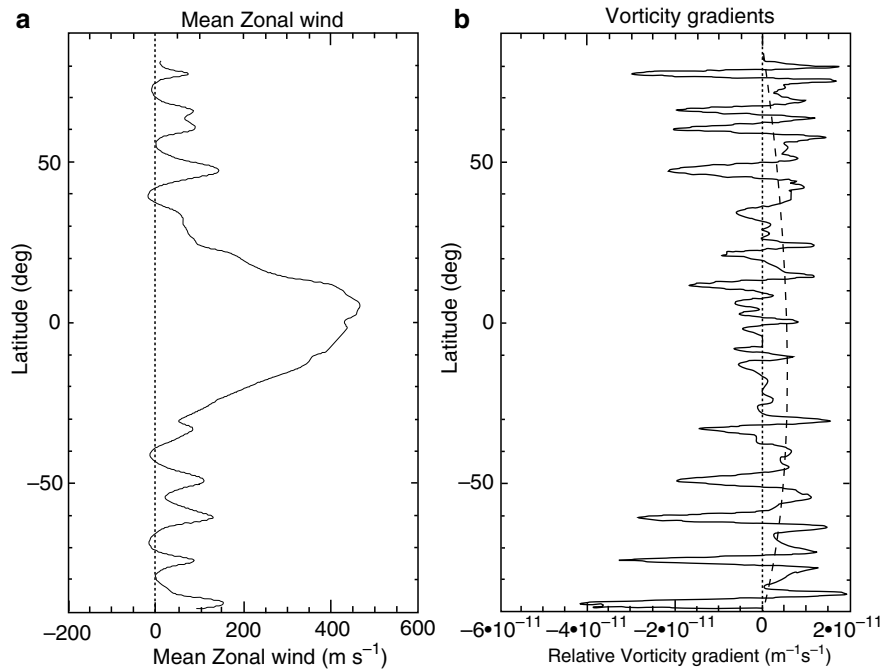 a
Mean Zonal wind
Latitude (deg)
50
0
−50
−200
0
200
400
600
Mean Zonal wind (m s⁻¹)
b
Vorticity gradients
Latitude (deg)
50
0
−50
−6•10⁻¹¹
−4•10⁻¹¹
−2•10⁻¹¹
0
2•10⁻¹¹
Relative Vorticity gradient (m⁻¹s⁻¹)